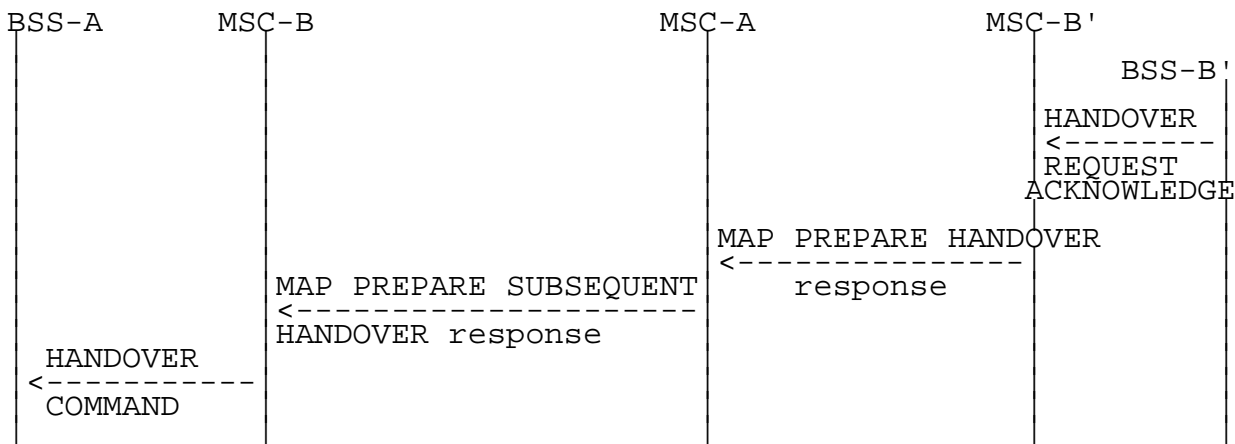 BSS-A MSC-B MSC-A MSC-B'
BSS-B'
HANDOVER
REQUEST
ACKNOWLEDGE
MAP PREPARE HANDOVER
response
MAP PREPARE SUBSEQUENT
HANDOVER response
HANDOVER
COMMAND